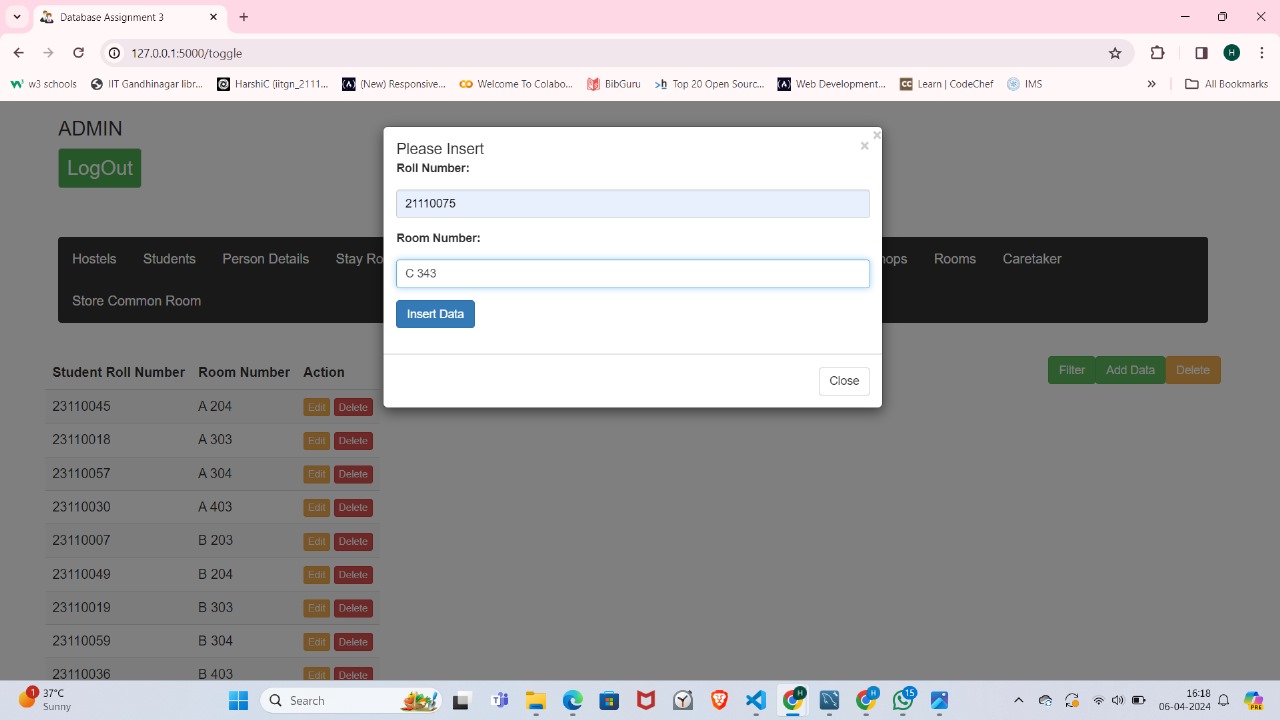 Database Assignment 3
127.0.0.1:5000/toggle
H
w3 schools
IIT Gandhinagar libr...
HarshiC (iitgn_2111...
(New) Responsive...
Welcome To Colabo...
BibGuru
Top 20 Open Sourc...
Web Development...
Learn | CodeChef
IMS
»
All Bookmarks
ADMIN
LogOut
Hostels
Students
Person Details
Stay Ro
Rooms
Caretaker
Store Common Room
Please Insert
×
×
Roll Number:
21110075
Room Number:
C 343
Insert Data
Close
Filter
Add Data
Delete
Student Roll Number Room Number Action
23110045 A 204 Edit Delete
23110018 A 303 Edit Delete
23110057 A 304 Edit Delete
23110030 A 403 Edit Delete
23110007 B 203 Edit Delete
23110049 B 204 Edit Delete
23110019 B 303 Edit Delete
23110059 B 304 Edit Delete
23110036 B 403 Edit Delete
1
37°C
Sunny
Search
H
H
15
16:18
06-04-2024
PRE